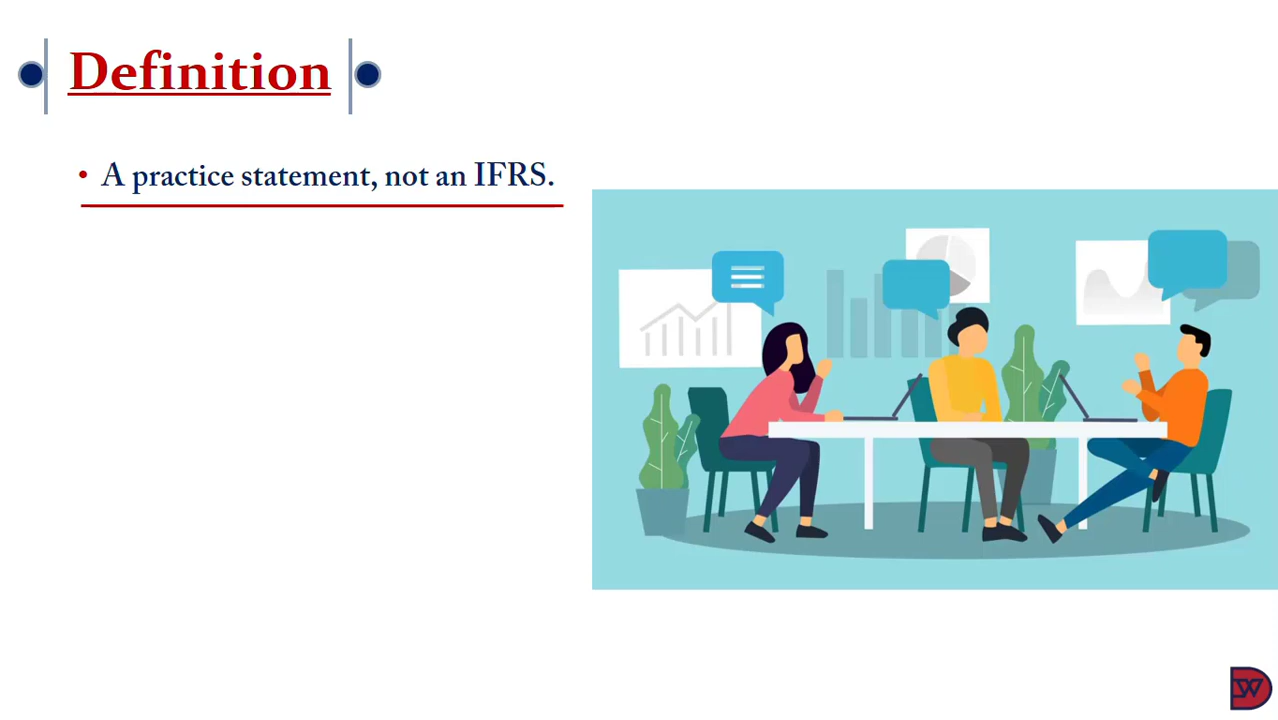 Definition
• A practice statement, not an IFRS.